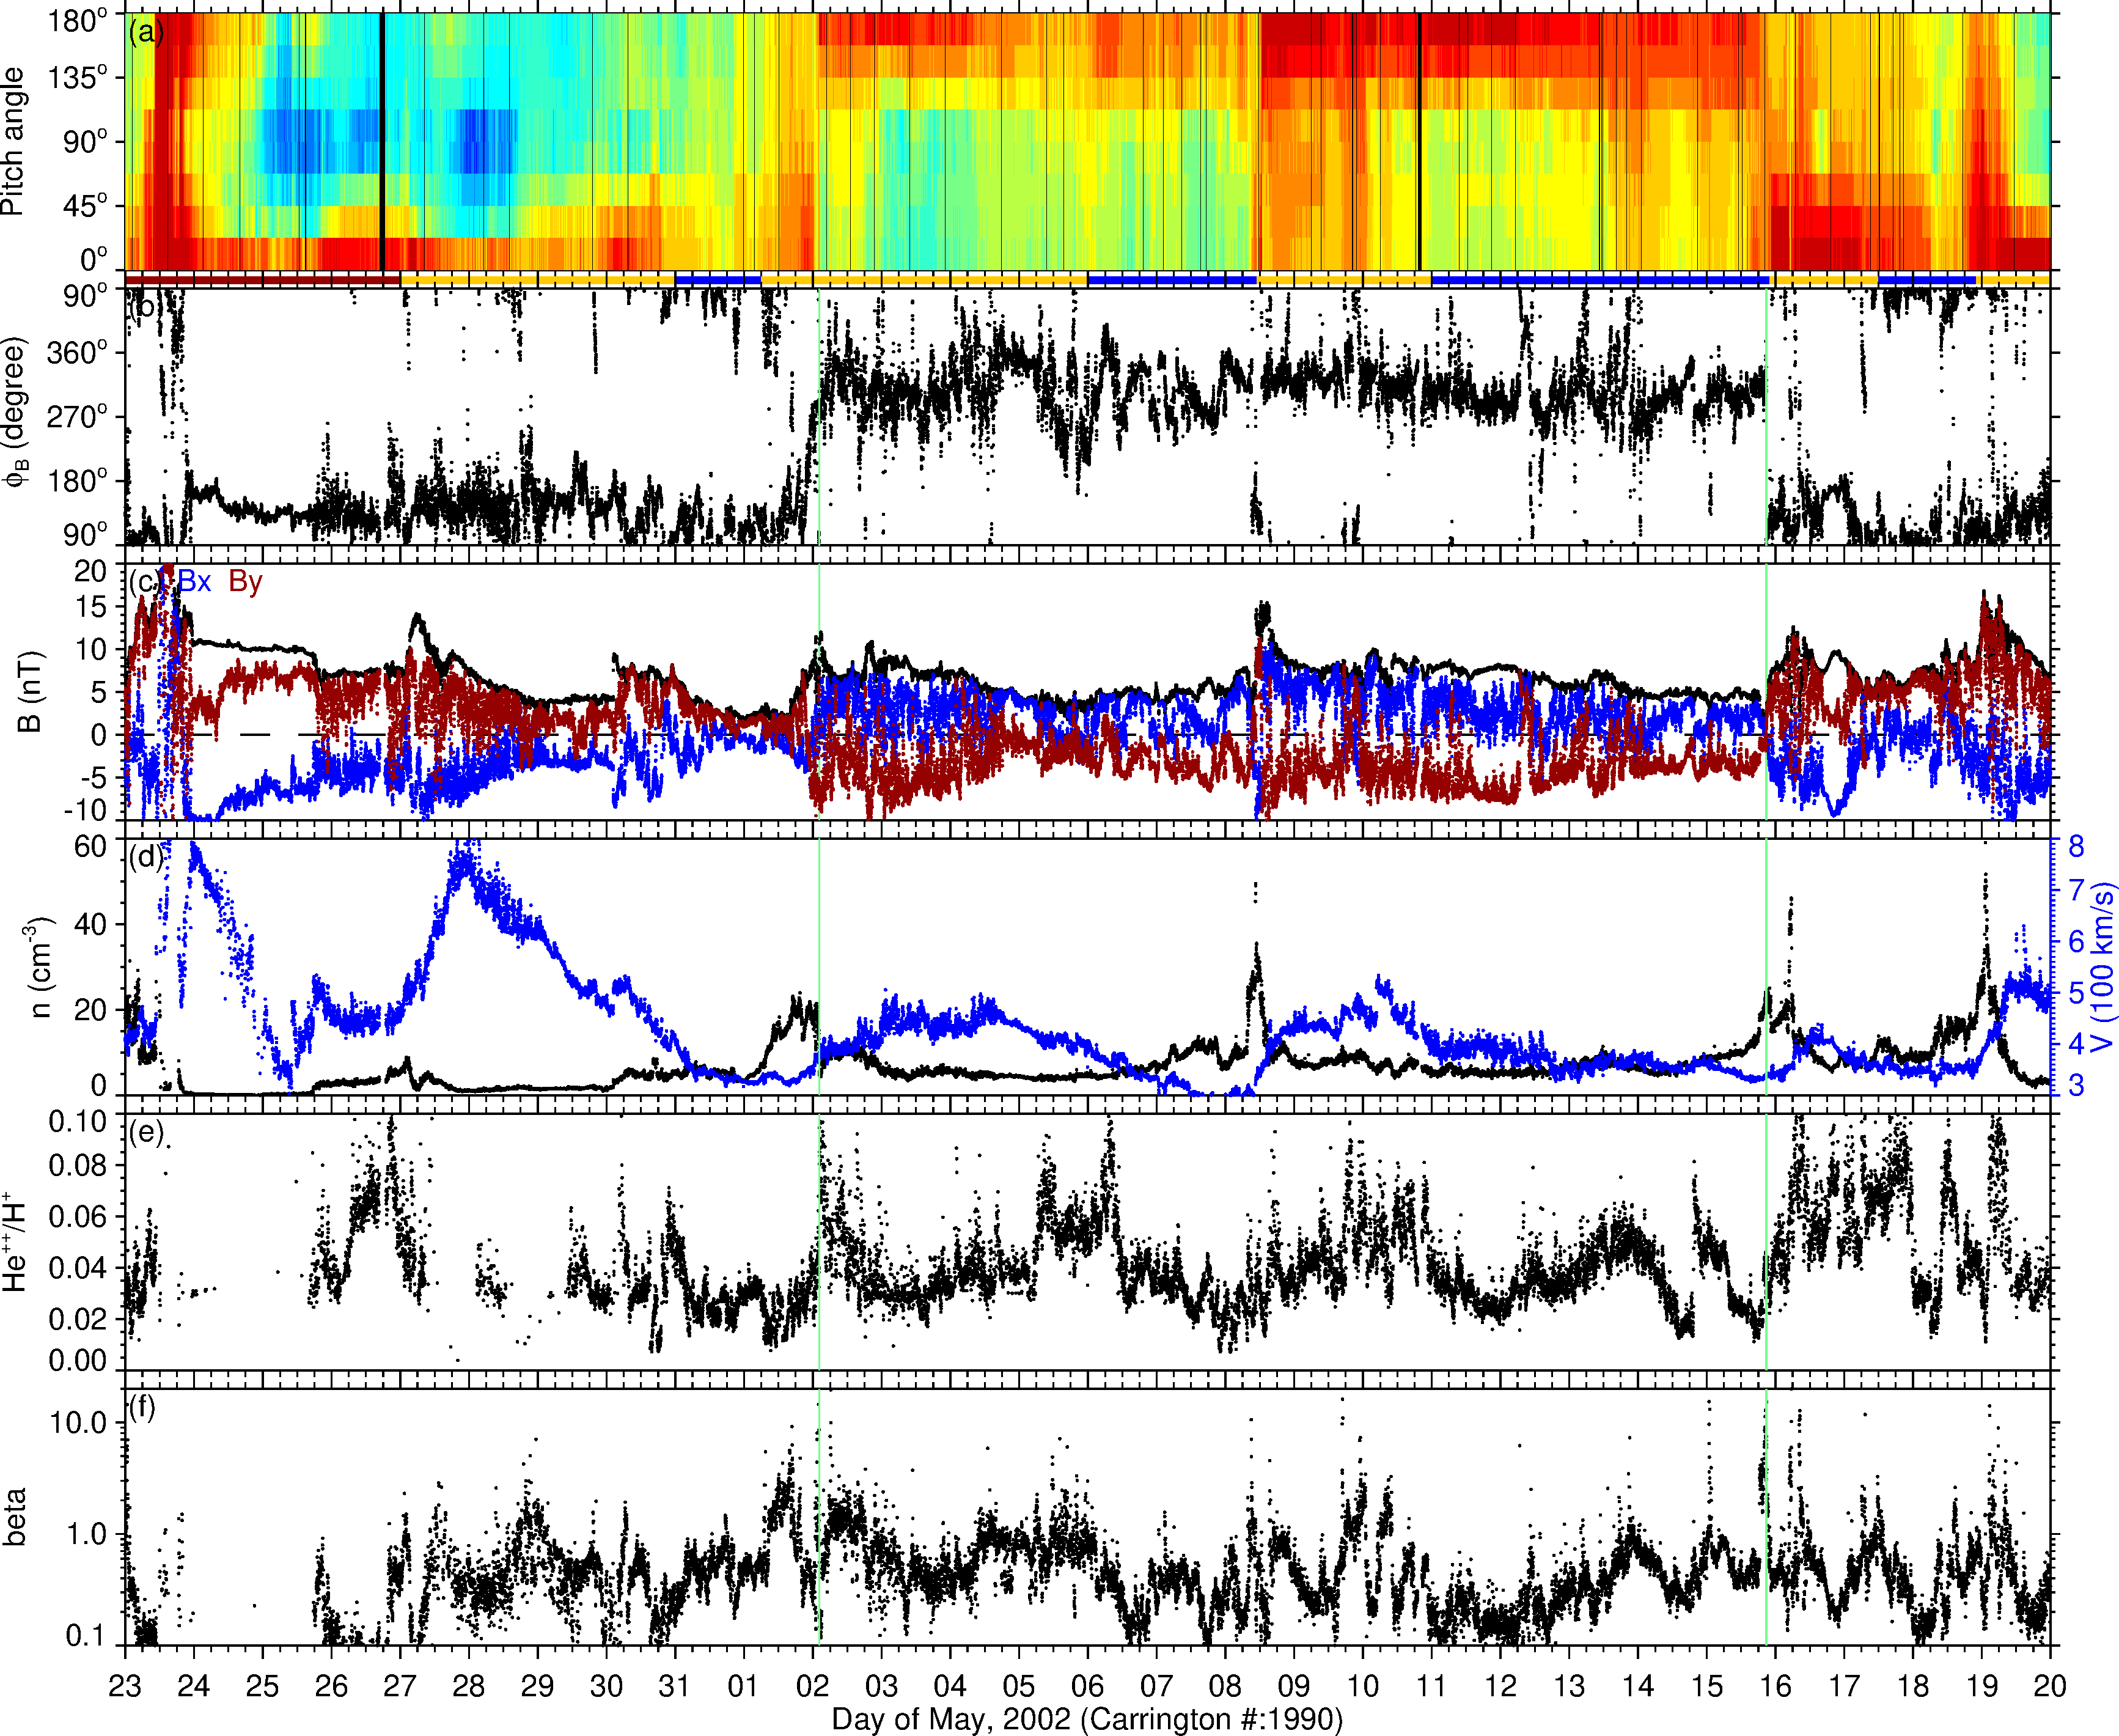 (a)
Pitch angle
180°
135°
90°
45°
0°
(b)
ϕB (degree)
90°
360°
270°
180°
90°
(c) Bx By
B (nT)
20
15
10
5
0
-5
-10
(d)
n (cm-3)
60
40
20
0
8
7
6
5
4
3
V (100 km/s)
(e)
He++/H+
0.10
0.08
0.06
0.04
0.02
0.00
(f)
beta
10.0
1.0
0.1
23 24 25 26 27 28 29 30 31 01 02 03 04 05 06 07 08 09 10 11 12 13 14 15 16 17 18 19 20
Day of May, 2002 (Carrington #:1990)